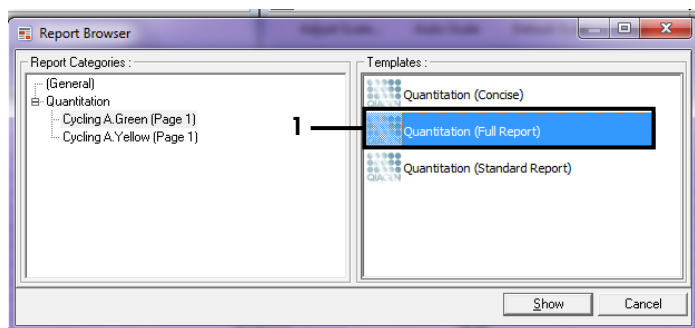 Report Browser
Report Categories :
(General)
Quantitation
Cycling A.Green (Page 1)
Cycling A.Yellow (Page 1)
1
Templates :
Quantitation (Concise)
Quantitation (Full Report)
Quantitation (Standard Report)
QIAGEN
Show
Cancel